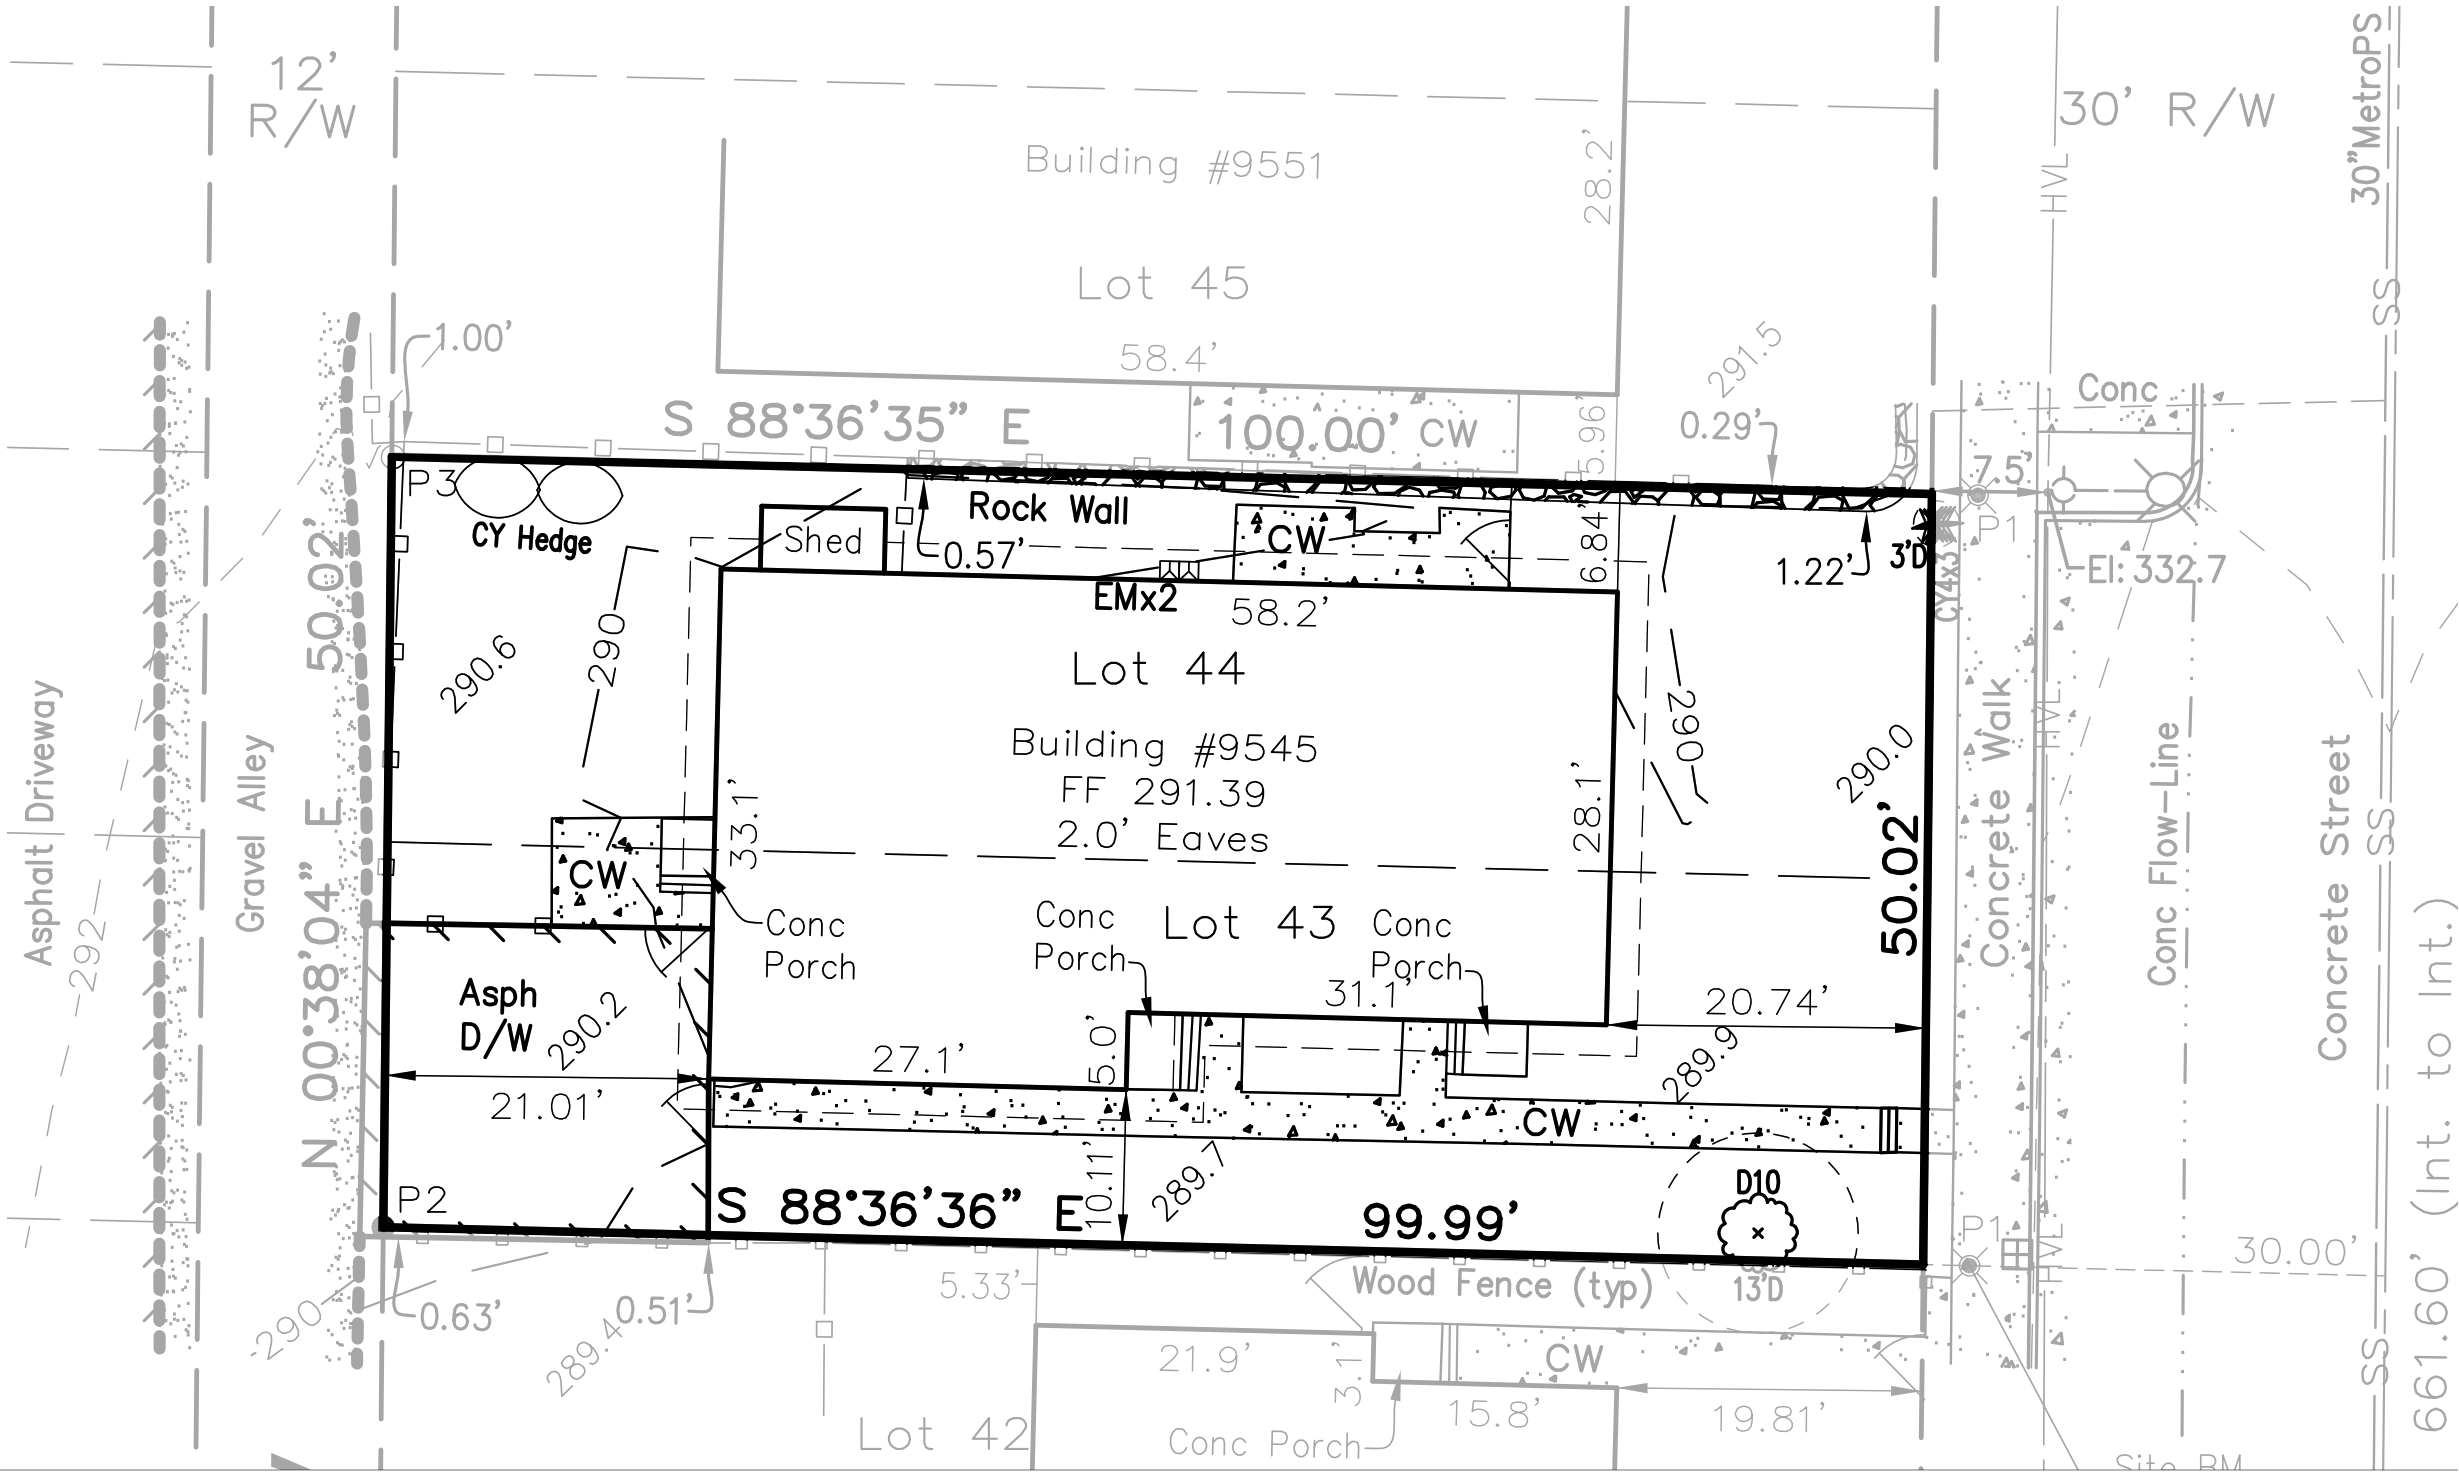 12'
R/W
30' R/W
30"MetroPS
HVL
Building #9551
28.2'
Lot 45
58.4'
1.00'
S 88°36'35" E
100.00'
CW
5.96'
0.29'
291.5
Conc
SS
7.5'
P3
CY Hedge
Shed
Rock Wall
0.57'
CW
EMx2
58.2'
6.84'
1.22'
3'D
CY4x3
P1
EI: 332.7
N 00°38'04" E 50.02'
290
290.6
Lot 44
Building #9545
FF 291.39
2.0' Eaves
33.1'
28.1'
290
290.0
50.02'
HVL
Asphalt Driveway
Gravel Alley
292
Concrete Walk
Conc Flow-Line
Concrete Street
SS
661.60' (Int. to Int.)
CW
Conc
Porch
Conc
Porch
Lot 43
Conc
Porch
31.1'
20.74'
Asph
D/W
290.2
21.01'
27.1'
5.0'
289.9
CW
10.11'
289.7
P2
S 88°36'36" E
99.99'
D10
13'D
P1
HVL
30.00'
Wood Fence (typ)
5.33'
0.63'
0.51'
290
289.4
21.9'
3.1'
CW
15.8'
19.81'
SS
Lot 42
Conc Porch
Site BM